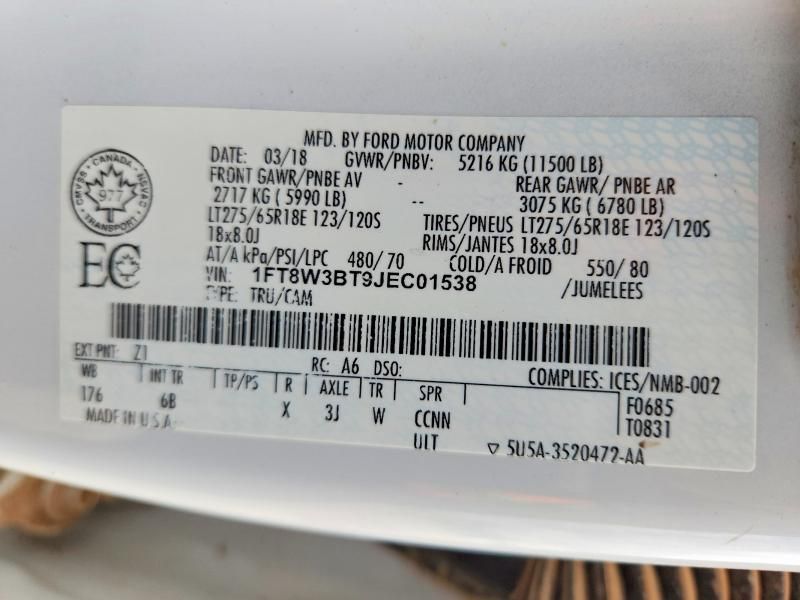 MFD. BY FORD MOTOR COMPANY
DATE: 03/18 GVWR/PNBV: 5216 KG (11500 LB)
FRONT GAWR/PNBE AV - REAR GAWR/ PNBE AR
2717 KG ( 5990 LB) -- 3075 KG ( 6780 LB)
LT275/65R18E 123/120S TIRES/PNEUS LT275/65R18E 123/120S
18x8.0J RIMS/JANTES 18x8.0J
AT/A kPa/PSI/LPC 480/ 70 COLD/A FROID 550/ 80
VIN: 1FT8W3BT9JEC01538 /JUMELEES
TYPE: TRU/CAM
CANADA
CMVSS NSVAC
977
TRANSPORT
EC
EXT PNT: Z1 RC: A6 DSO: COMPLIES: ICES/NMB-002
WB INT TR TP/PS R AXLE TR SPR F0685
176 6B X 3J W CCNN T0831
MADE IN U.S.A. ULT ▽ 5U5A-3520472-AA